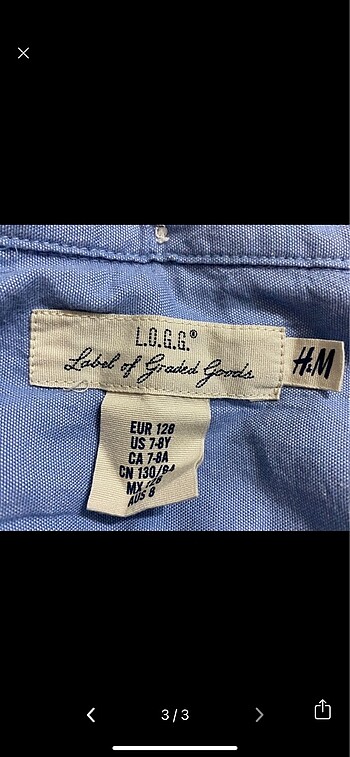 L.O.G.G.®
Label of Graded Goods
H&M
EUR 128
US 7-8Y
CA 7-8A
CN 130/64
MX 128
AUS 8
3/3